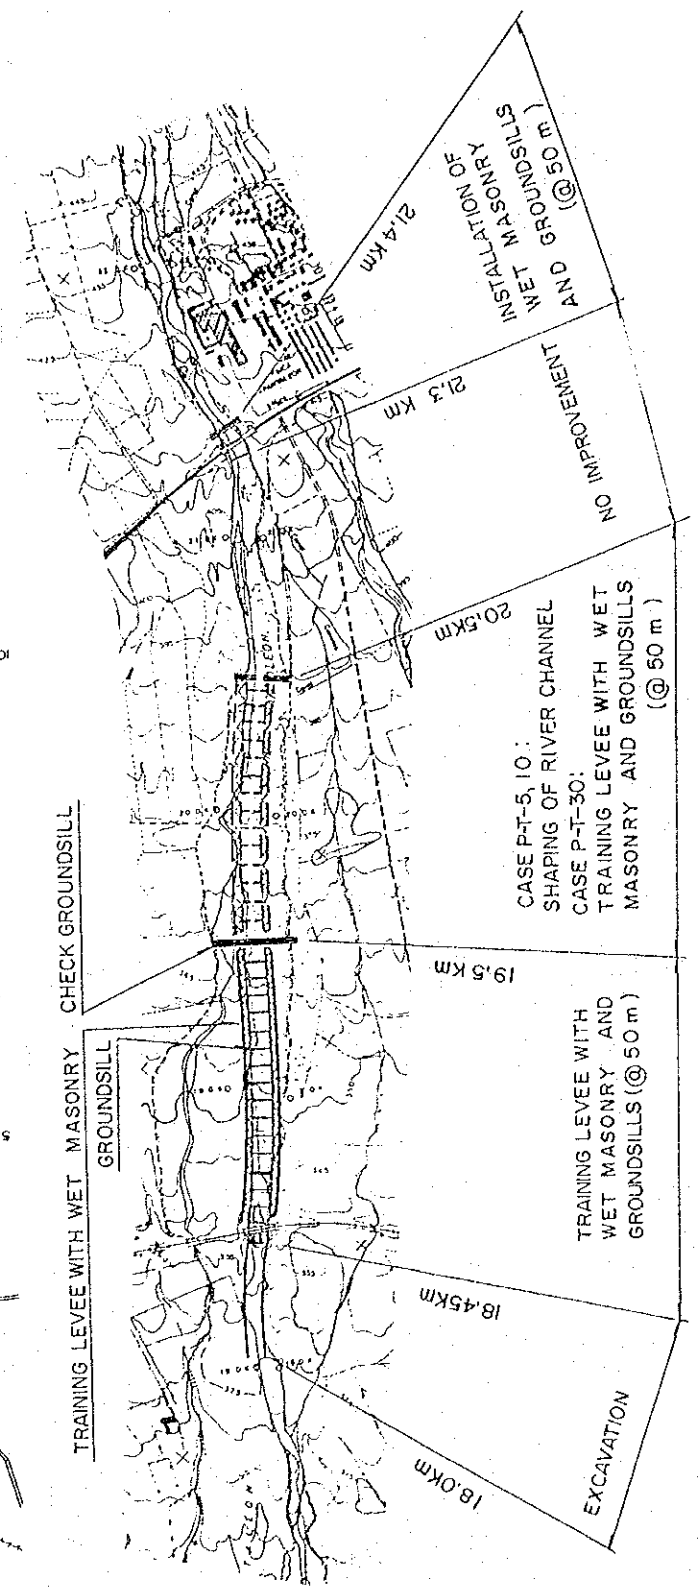 TRAINING LEVEE WITH WET MASONRY
GROUNDSILL
CHECK GROUNDSILL
18.0KM
18.45KM
19.5 KM
20.5KM
21.3 KM
21.4 KM
EXCAVATION
TRAINING LEVEE WITH
WET MASONRY AND
GROUNDSILLS (@ 50 m)
CASE P-T-5, 10 :
SHAPING OF RIVER CHANNEL
CASE P-T-30:
TRAINING LEVEE WITH WET
MASONRY AND GROUNDSILLS
(@ 50 m)
NO IMPROVEMENT
INSTALLATION OF
WET MASONRY
AND GROUNDSILLS
(@ 50 m)
5
10